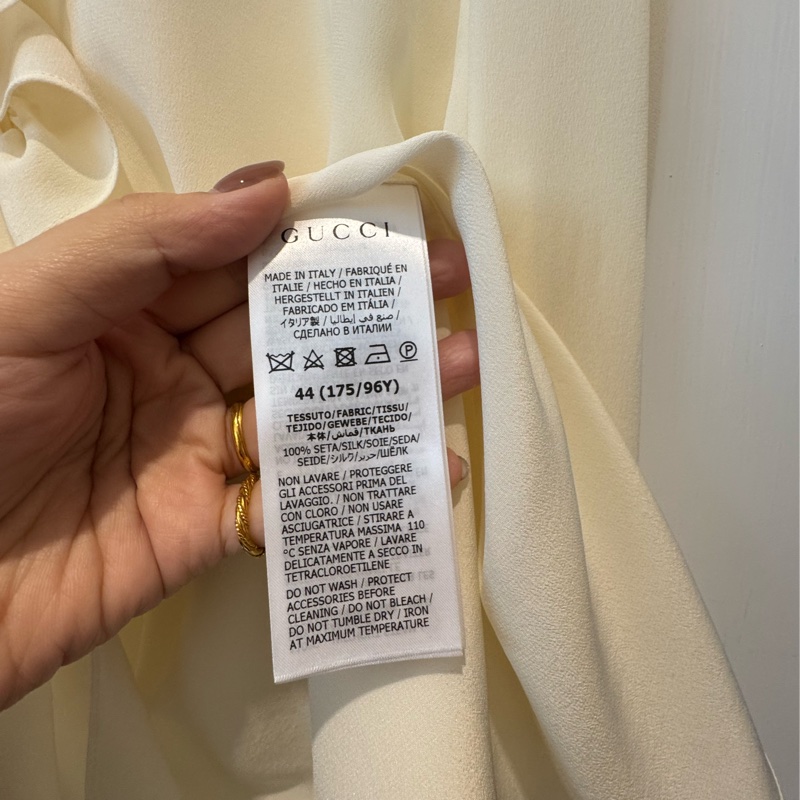 GUCCI
MADE IN ITALY / FABRIQUÉ EN
ITALIE / HECHO EN ITALIA /
HERGESTELLT IN ITALIEN /
FABRICADO EM ITÁLIA /
イタリア製 / صنع في إيطاليا /
СДЕЛАНО В ИТАЛИИ
P
44 (175/96Y)
TESSUTO/FABRIC/TISSU/
TEJIDO/GEWEBE/TECIDO/
本体/قماش/ТКАНЬ
100% SETA/SILK/SOIE/SEDA/
SEIDE/シルク/حرير/ШЁЛК
NON LAVARE / PROTEGGERE
GLI ACCESSORI PRIMA DEL
LAVAGGIO. / NON TRATTARE
CON CLORO / NON USARE
ASCIUGATRICE / STIRARE A
TEMPERATURA MASSIMA 110
°C SENZA VAPORE / LAVARE
DELICATAMENTE A SECCO IN
TETRACLOROETILENE
DO NOT WASH / PROTECT
ACCESSORIES BEFORE
CLEANING / DO NOT BLEACH /
DO NOT TUMBLE DRY / IRON
AT MAXIMUM TEMPERATURE